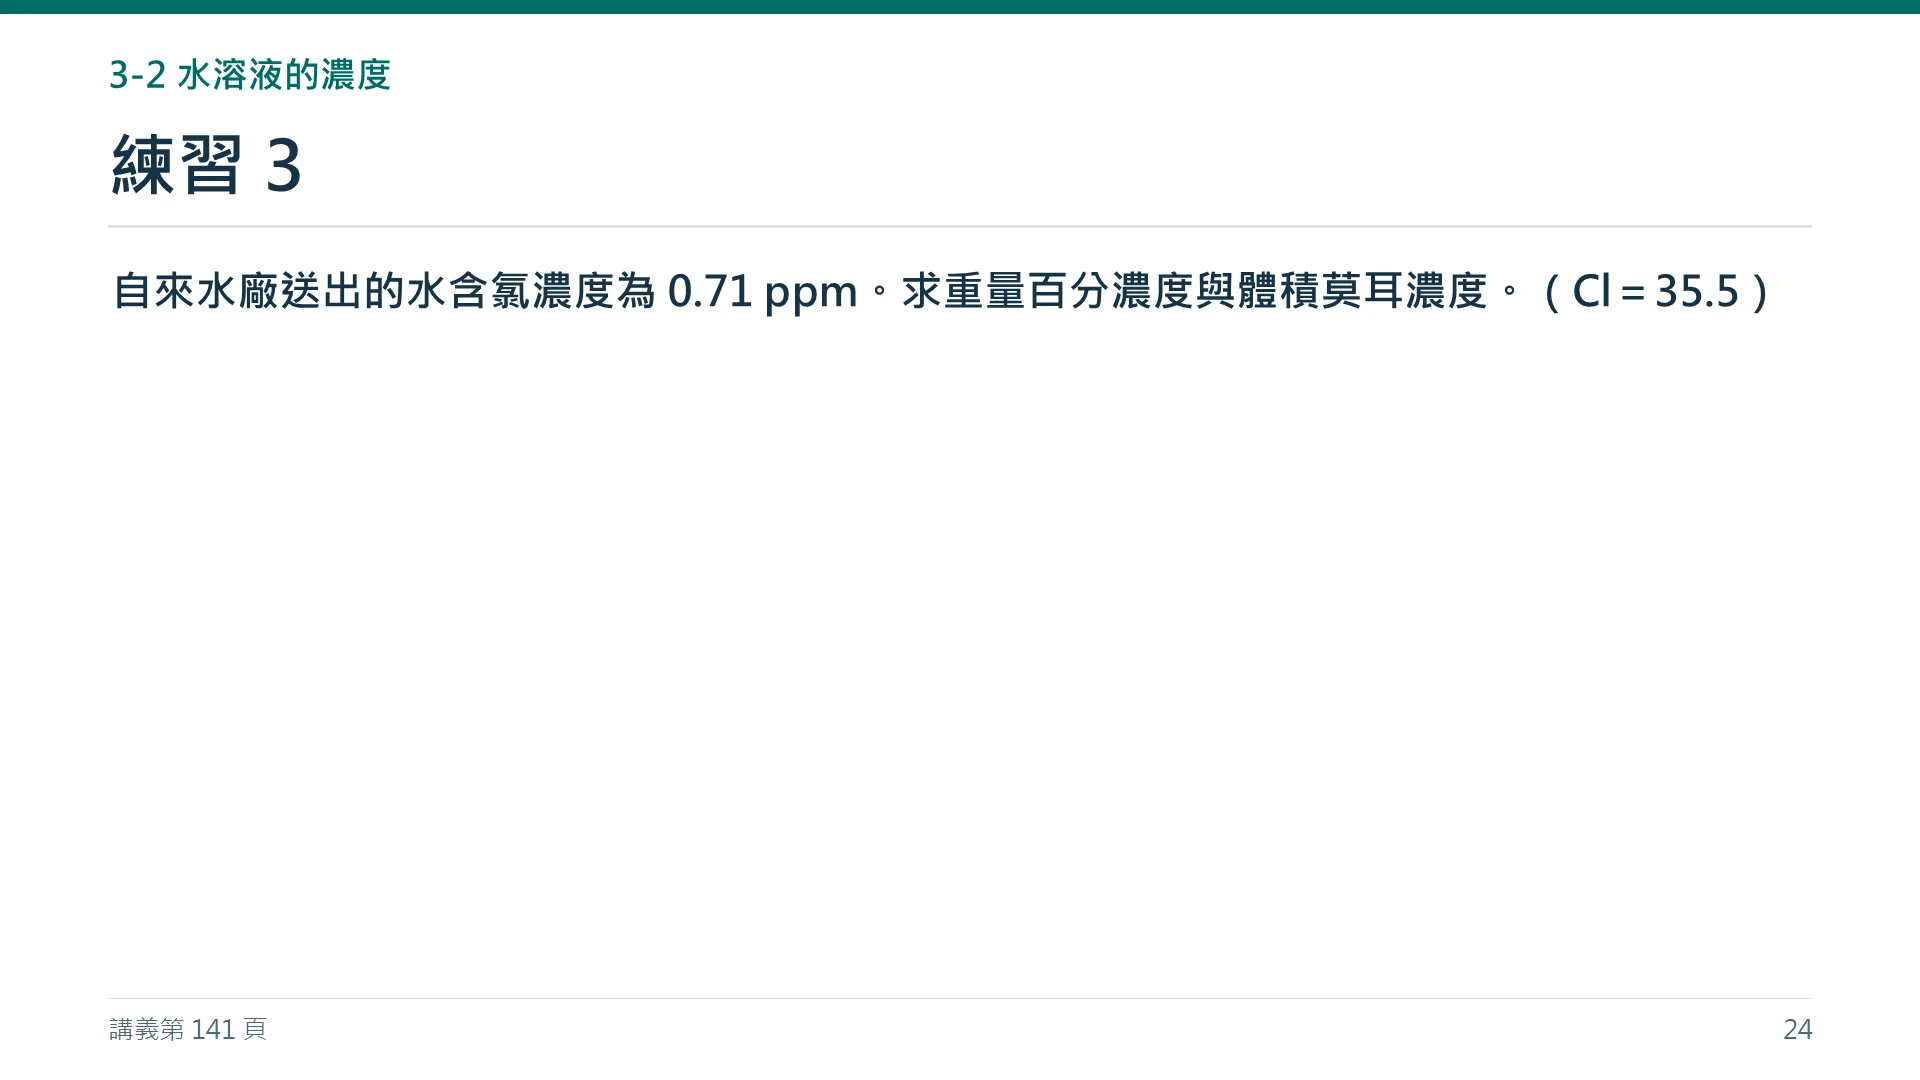 3-2 水溶液的濃度
練習 3
自來水廠送出的水含氯濃度為 0.71 ppm。求重量百分濃度與體積莫耳濃度。（Cl = 35.5）
講義第 141 頁
24